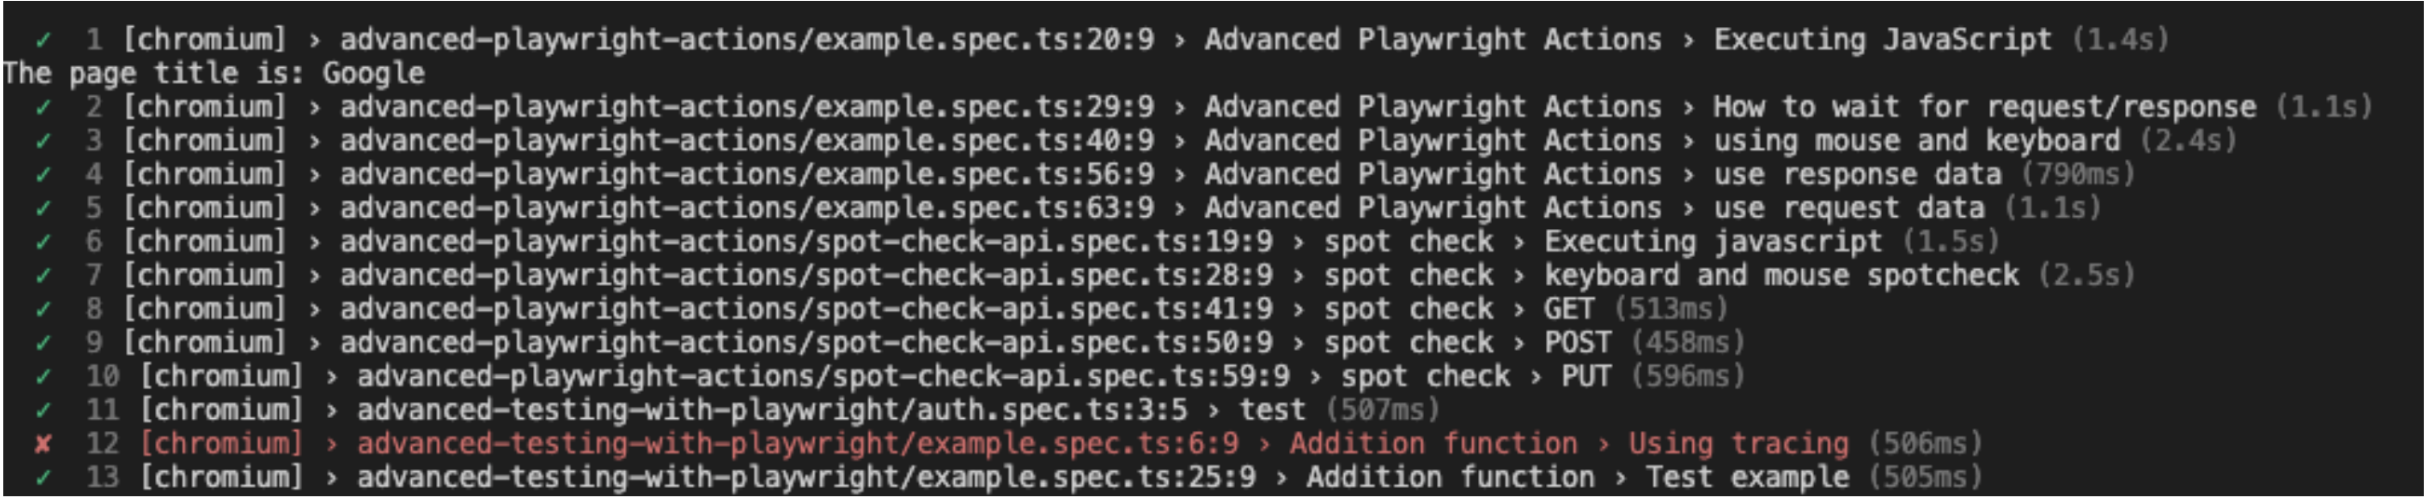 ✓ 1 [chromium] › advanced-playwright-actions/example.spec.ts:20:9 › Advanced Playwright Actions › Executing JavaScript (1.4s)
The page title is: Google
✓ 2 [chromium] › advanced-playwright-actions/example.spec.ts:29:9 › Advanced Playwright Actions › How to wait for request/response (1.1s)
✓ 3 [chromium] › advanced-playwright-actions/example.spec.ts:40:9 › Advanced Playwright Actions › using mouse and keyboard (2.4s)
✓ 4 [chromium] › advanced-playwright-actions/example.spec.ts:56:9 › Advanced Playwright Actions › use response data (790ms)
✓ 5 [chromium] › advanced-playwright-actions/example.spec.ts:63:9 › Advanced Playwright Actions › use request data (1.1s)
✓ 6 [chromium] › advanced-playwright-actions/spot-check-api.spec.ts:19:9 › spot check › Executing javascript (1.5s)
✓ 7 [chromium] › advanced-playwright-actions/spot-check-api.spec.ts:28:9 › spot check › keyboard and mouse spotcheck (2.5s)
✓ 8 [chromium] › advanced-playwright-actions/spot-check-api.spec.ts:41:9 › spot check › GET (513ms)
✓ 9 [chromium] › advanced-playwright-actions/spot-check-api.spec.ts:50:9 › spot check › POST (458ms)
✓ 10 [chromium] › advanced-playwright-actions/spot-check-api.spec.ts:59:9 › spot check › PUT (596ms)
✓ 11 [chromium] › advanced-testing-with-playwright/auth.spec.ts:3:5 › test (507ms)
✘ 12 [chromium] › advanced-testing-with-playwright/example.spec.ts:6:9 › Addition function › Using tracing (506ms)
✓ 13 [chromium] › advanced-testing-with-playwright/example.spec.ts:25:9 › Addition function › Test example (505ms)